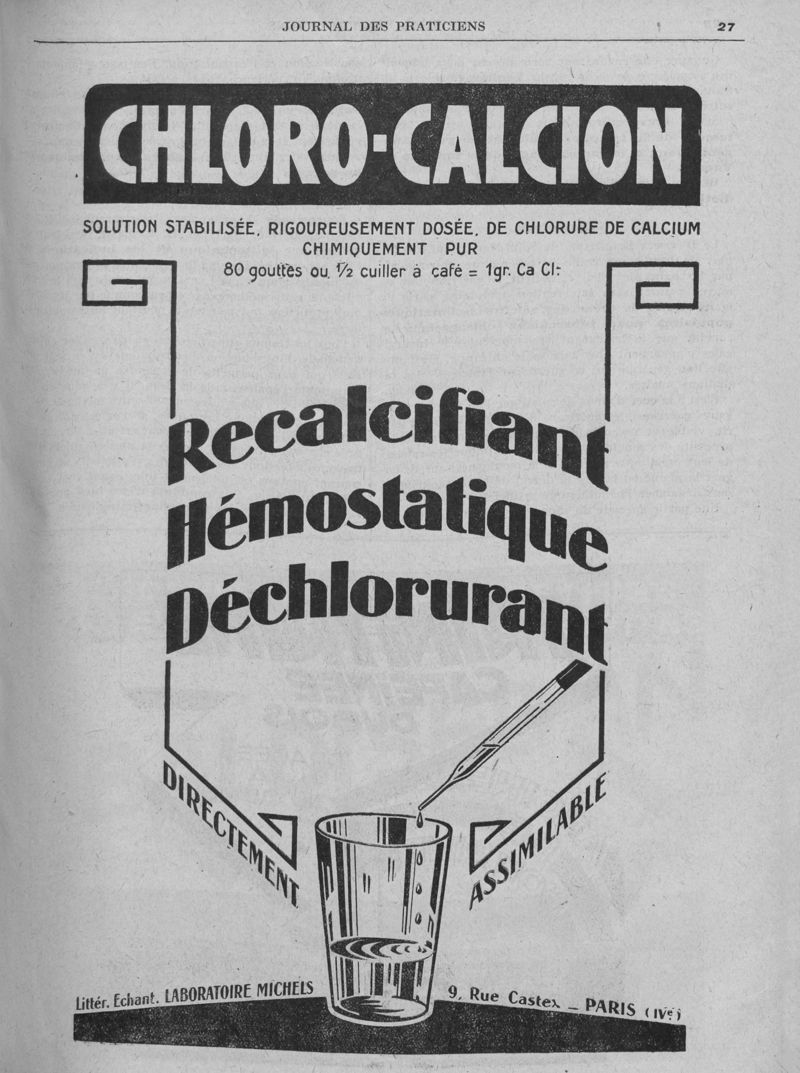 JOURNAL DES PRATICIENS 27
CHLORO-CALCION
SOLUTION STABILISÉE, RIGOUREUSEMENT DOSÉE, DE CHLORURE DE CALCIUM
CHIMIQUEMENT PUR
80 gouttes ou 1/2 cuiller à café = 1gr. Ca Cl²
Recalcifiant
Hémostatique
Déchlorurant
DIRECTEMENT
ASSIMILABLE
Littér. Echant. LABORATOIRE MICHELS
9, Rue Castex _ PARIS (IVe)